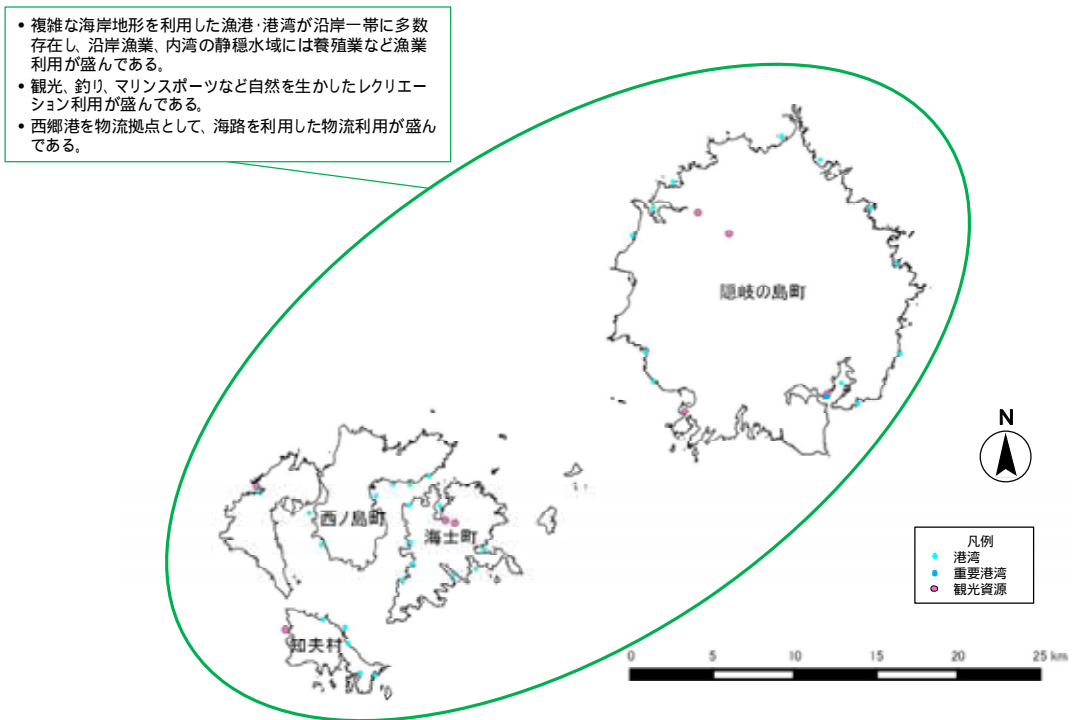 • 複雑な海岸地形を利用した漁港･港湾が沿岸一帯に多数
存在し、沿岸漁業、内湾の静穏水域には養殖業など漁業
利用が盛んである。
• 観光、釣り、マリンスポーツなど自然を生かしたレクリエー
ション利用が盛んである。
• 西郷港を物流拠点として、海路を利用した物流利用が盛ん
である。
隠岐の島町
N
西ノ島町
海士町
凡例
港湾
重要港湾
観光資源
知夫村
0 5 10 15 20 25 km